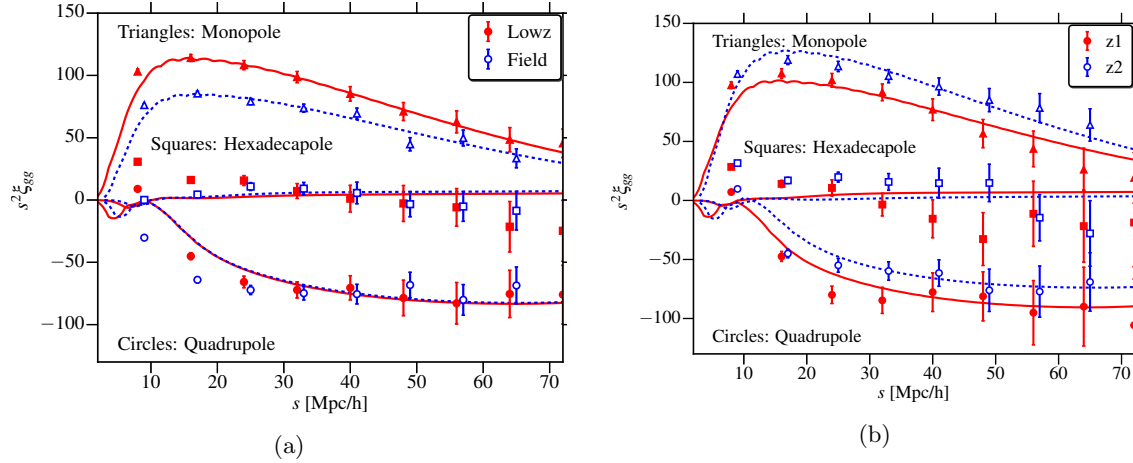 Triangles: Monopole
Lowz
Field
Squares: Hexadecapole
Circles: Quadrupole
s²ξgg
100
50
0
−50
−100
10
20
30
40
50
60
70
s [Mpc/h]
(a)
Triangles: Monopole
z1
z2
Squares: Hexadecapole
Circles: Quadrupole
s²ξgg
100
50
0
−50
−100
10
20
30
40
50
60
70
s [Mpc/h]
(b)